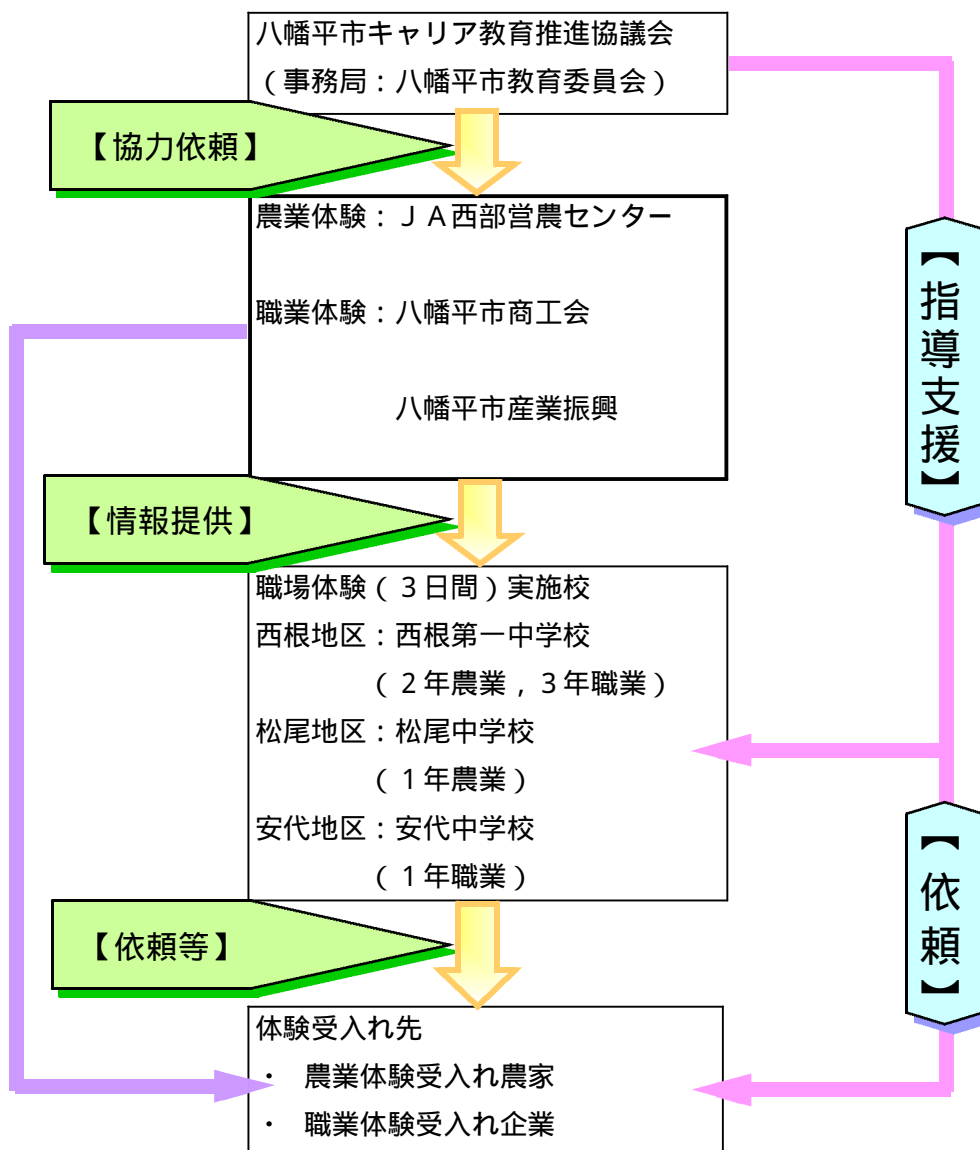 八幡平市キャリア教育推進協議会
（事務局：八幡平市教育委員会）
【協力依頼】
農業体験：ＪＡ西部営農センター
職業体験：八幡平市商工会
八幡平市産業振興
【指導支援】
【情報提供】
職場体験（３日間）実施校
西根地区：西根第一中学校
（２年農業，３年職業）
松尾地区：松尾中学校
（１年農業）
安代地区：安代中学校
（１年職業）
【依頼】
【依頼等】
体験受入れ先
・ 農業体験受入れ農家
・ 職業体験受入れ企業